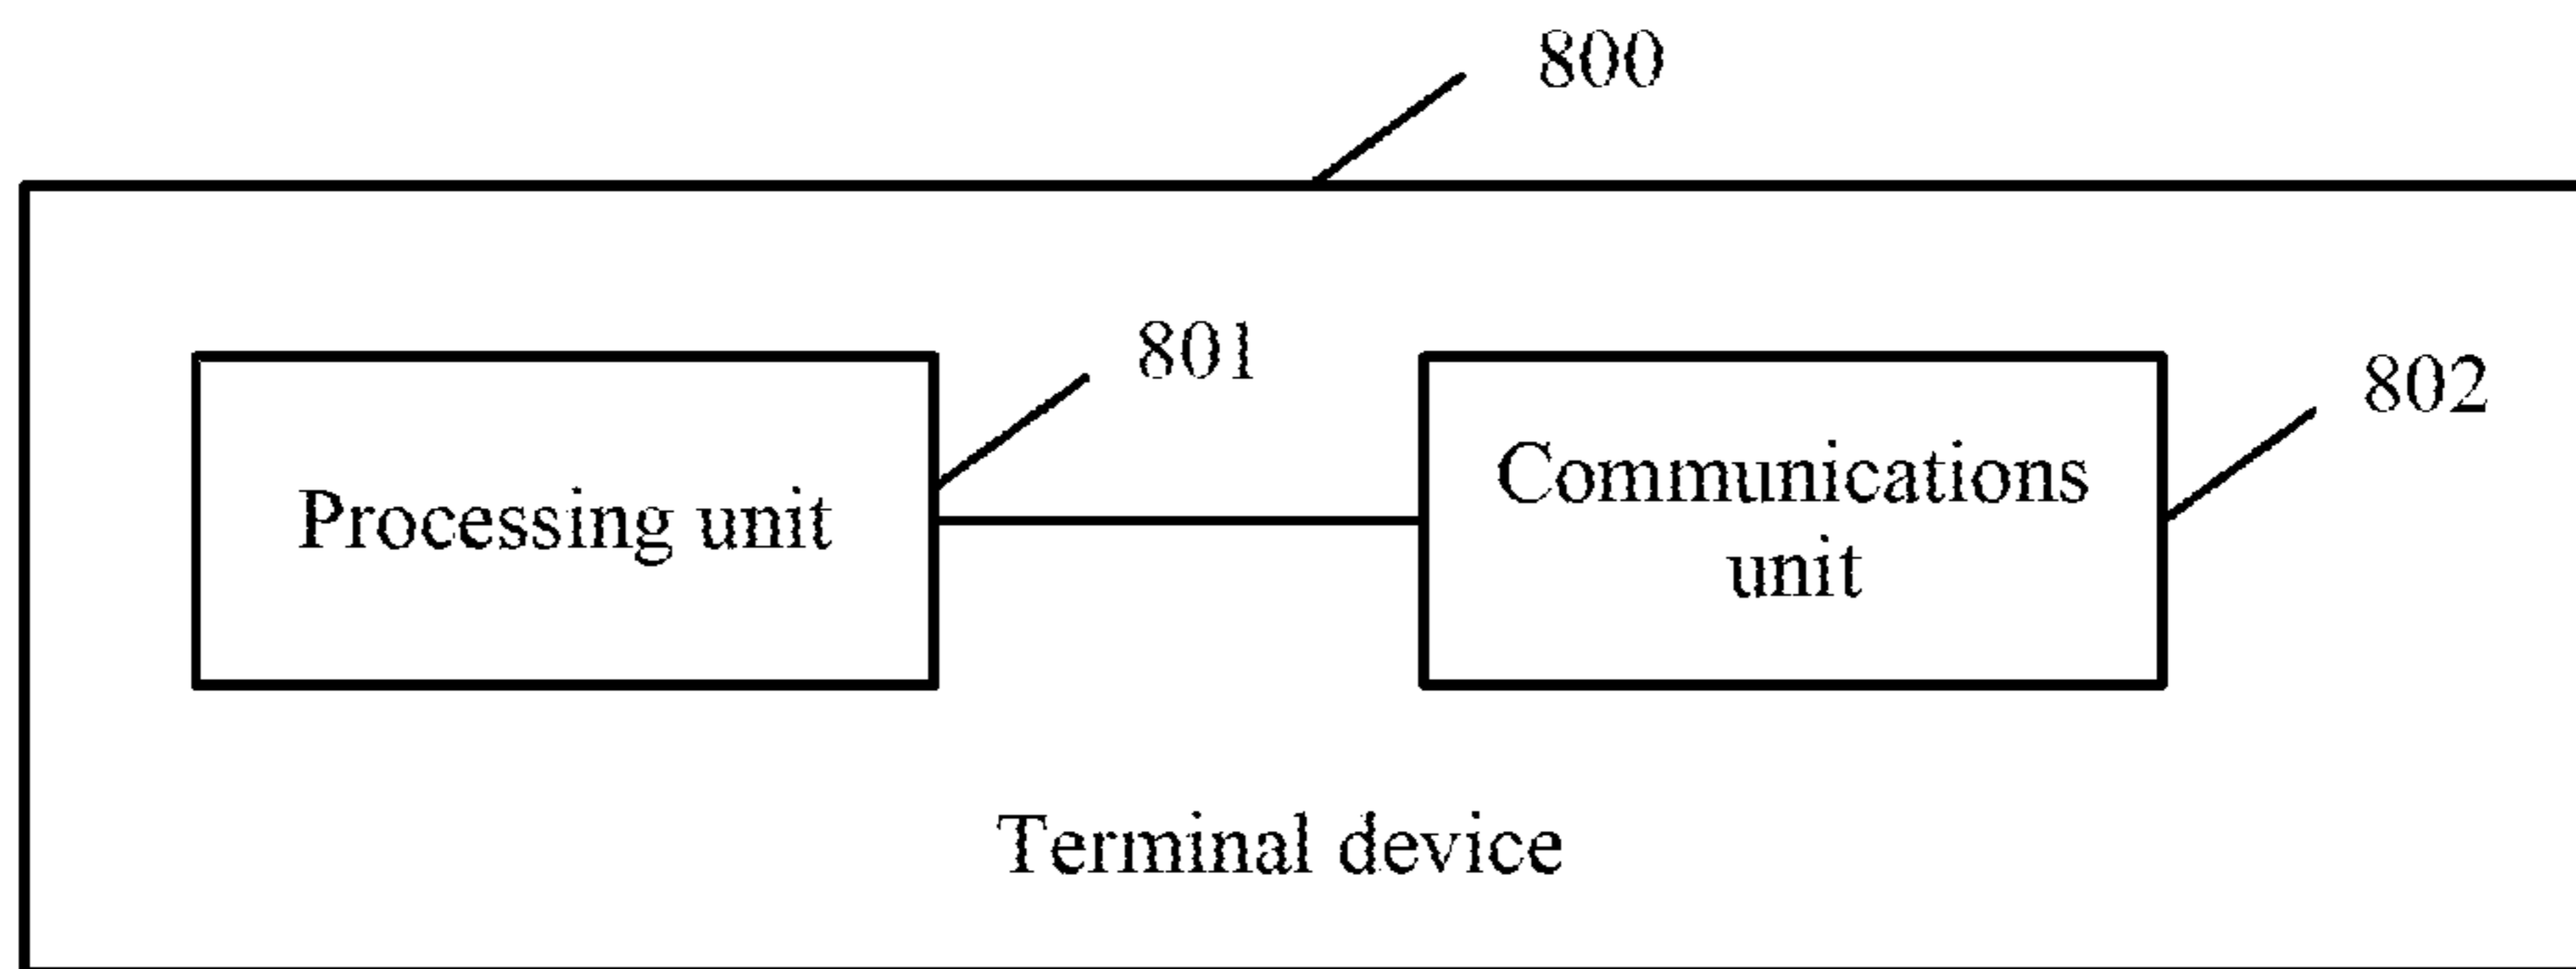 800
801
802
Processing unit
Communications
unit
Terminal device